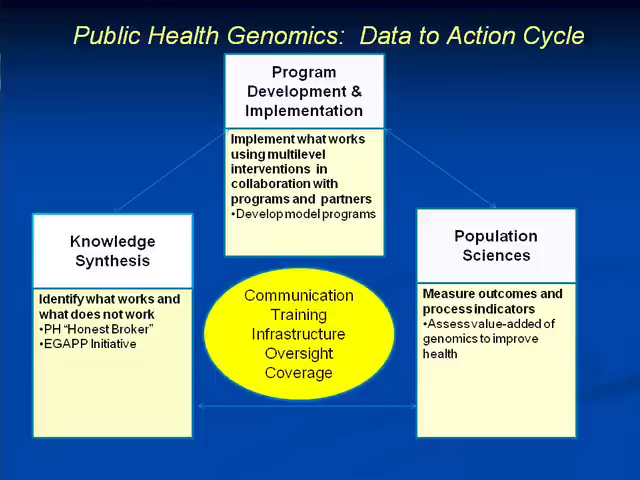 Public Health Genomics:  Data to Action Cycle
Program
Development &
Implementation
Implement what works
using multilevel
interventions in
collaboration with
programs and partners
•Develop model programs
Knowledge
Synthesis
Identify what works and
what does not work
•PH “Honest Broker”
•EGAPP Initiative
Communication
Training
Infrastructure
Oversight
Coverage
Population
Sciences
Measure outcomes and
process indicators
•Assess value-added of
genomics to improve
health